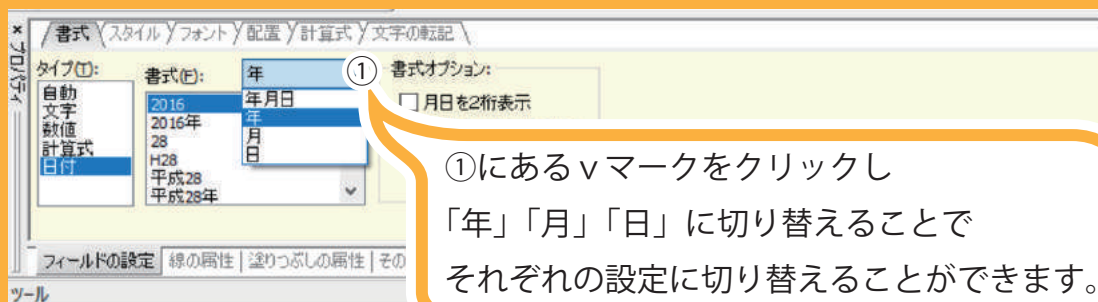 × プロパティ
書式 スタイル フォント 配置 計算式 文字の転記
タイプ(T):
自動
文字
数値
計算式
日付
書式(F):
2016
2016年
28
H28
平成28
平成28年
年
年月日
年
月
日
①
書式オプション:
月日を2桁表示
①にあるvマークをクリックし
「年」「月」「日」に切り替えることで
それぞれの設定に切り替えることができます。
フィールドの設定 線の属性 塗りつぶしの属性 その
ツール